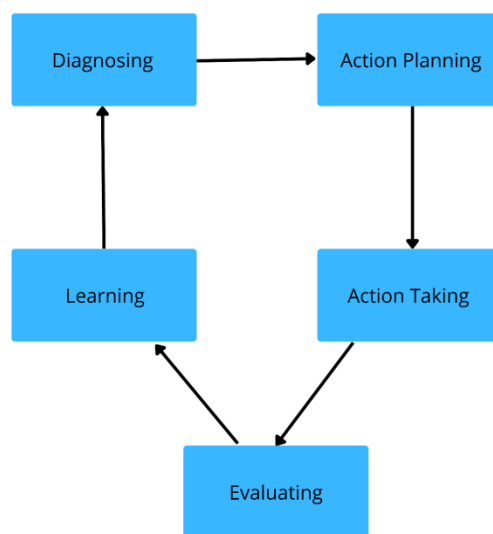 Diagnosing
Action Planning
Action Taking
Evaluating
Learning